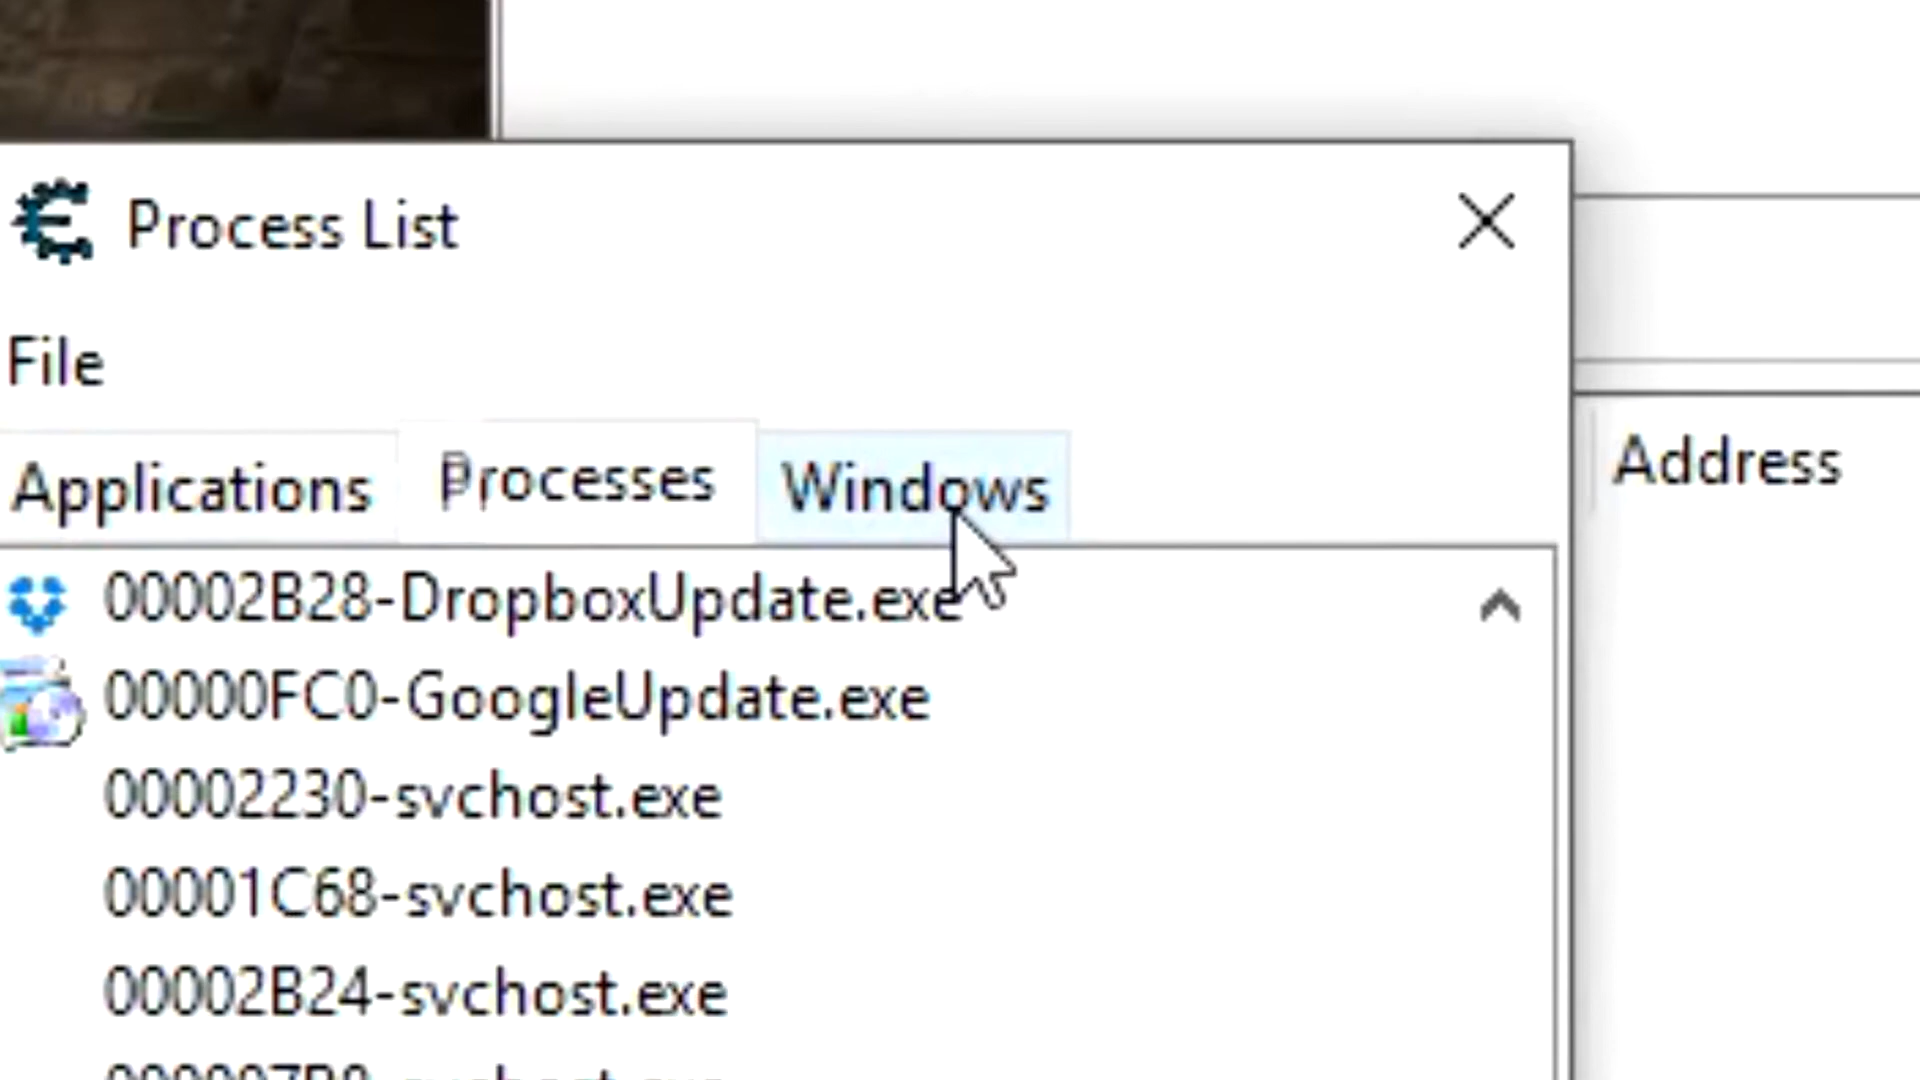 Process List
File
Applications Processes Windows
Address
00002B28-DropboxUpdate.exe
00000FC0-GoogleUpdate.exe
00002230-svchost.exe
00001C68-svchost.exe
00002B24-svchost.exe